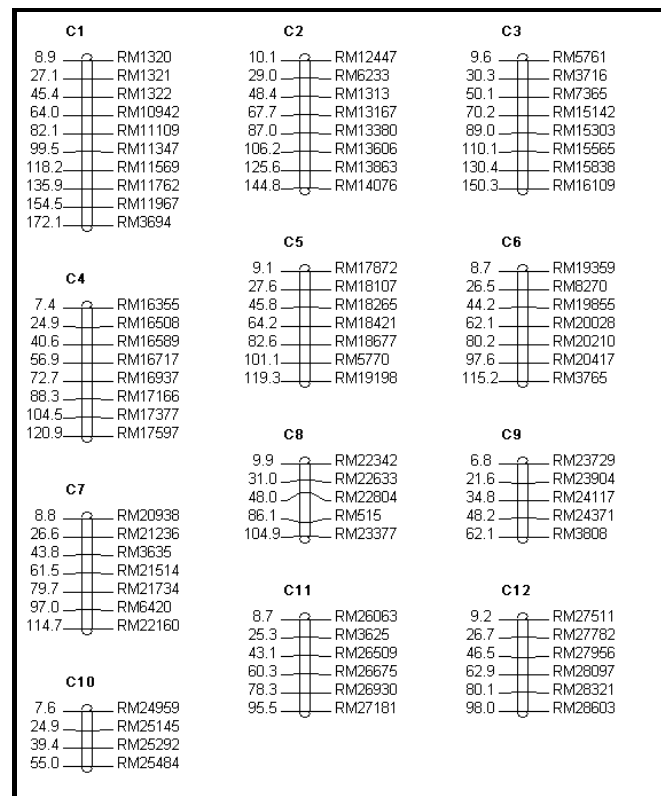 C1
8.9 RM1320
27.1 RM1321
45.4 RM1322
64.0 RM10942
82.1 RM11109
99.5 RM11347
118.2 RM11569
135.9 RM11762
154.5 RM11967
172.1 RM3694
C2
10.1 RM12447
29.0 RM6233
48.4 RM1313
67.7 RM13167
87.0 RM13380
106.2 RM13606
125.6 RM13863
144.8 RM14076
C3
9.6 RM5761
30.3 RM3716
50.1 RM7365
70.2 RM15142
89.0 RM15303
110.1 RM15565
130.4 RM15838
150.3 RM16109
C4
7.4 RM16355
24.9 RM16508
40.6 RM16589
56.9 RM16717
72.7 RM16937
88.3 RM17166
104.5 RM17377
120.9 RM17597
C5
9.1 RM17872
27.6 RM18107
45.8 RM18265
64.2 RM18421
82.6 RM18677
101.1 RM5770
119.3 RM19198
C6
8.7 RM19359
26.5 RM8270
44.2 RM19855
62.1 RM20028
80.2 RM20210
97.6 RM20417
115.2 RM3765
C7
8.8 RM20938
26.6 RM21236
43.8 RM3635
61.5 RM21514
79.7 RM21734
97.0 RM6420
114.7 RM22160
C8
9.9 RM22342
31.0 RM22633
48.0 RM22804
86.1 RM515
104.9 RM23377
C9
6.8 RM23729
21.6 RM23904
34.8 RM24117
48.2 RM24371
62.1 RM3808
C10
7.6 RM24959
24.9 RM25145
39.4 RM25292
55.0 RM25484
C11
8.7 RM26063
25.3 RM3625
43.1 RM26509
60.3 RM26675
78.3 RM26930
95.5 RM27181
C12
9.2 RM27511
26.7 RM27782
46.5 RM27956
62.9 RM28097
80.1 RM28321
98.0 RM28603